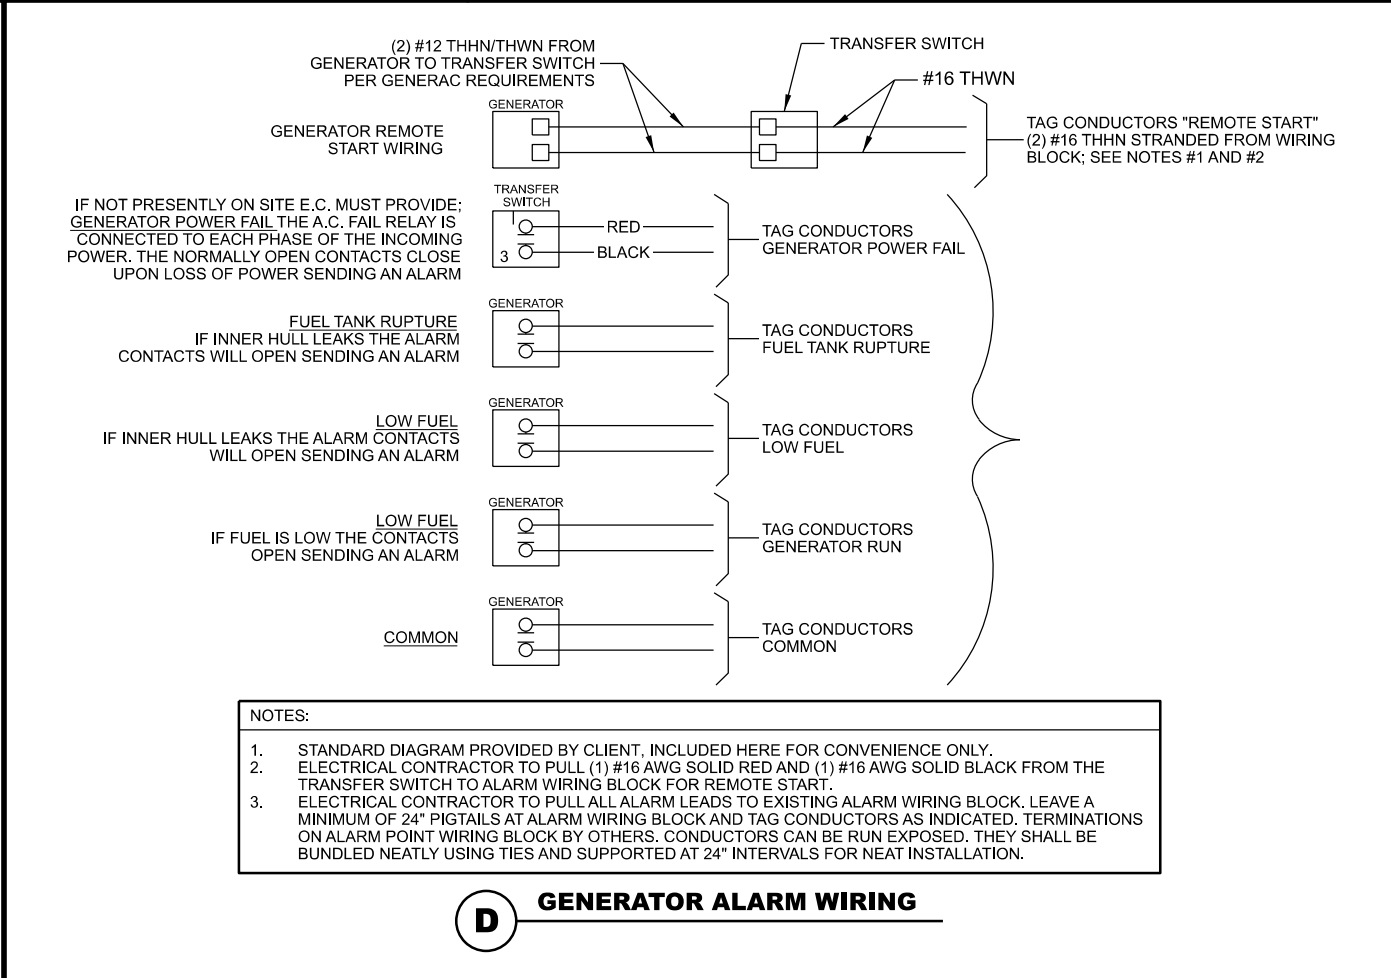 (2) #12 THHN/THWN FROM
GENERATOR TO TRANSFER SWITCH
PER GENERAC REQUIREMENTS
TRANSFER SWITCH
#16 THWN
GENERATOR REMOTE
START WIRING
GENERATOR
TAG CONDUCTORS "REMOTE START"
(2) #16 THHN STRANDED FROM WIRING
BLOCK; SEE NOTES #1 AND #2
IF NOT PRESENTLY ON SITE E.C. MUST PROVIDE;
GENERATOR POWER FAIL THE A.C. FAIL RELAY IS
CONNECTED TO EACH PHASE OF THE INCOMING
POWER. THE NORMALLY OPEN CONTACTS CLOSE
UPON LOSS OF POWER SENDING AN ALARM
TRANSFER
SWITCH
3
RED
BLACK
TAG CONDUCTORS
GENERATOR POWER FAIL
FUEL TANK RUPTURE
IF INNER HULL LEAKS THE ALARM
CONTACTS WILL OPEN SENDING AN ALARM
GENERATOR
TAG CONDUCTORS
FUEL TANK RUPTURE
LOW FUEL
IF INNER HULL LEAKS THE ALARM CONTACTS
WILL OPEN SENDING AN ALARM
GENERATOR
TAG CONDUCTORS
LOW FUEL
LOW FUEL
IF FUEL IS LOW THE CONTACTS
OPEN SENDING AN ALARM
GENERATOR
TAG CONDUCTORS
GENERATOR RUN
COMMON
GENERATOR
TAG CONDUCTORS
COMMON
NOTES:
1. STANDARD DIAGRAM PROVIDED BY CLIENT, INCLUDED HERE FOR CONVENIENCE ONLY.
2. ELECTRICAL CONTRACTOR TO PULL (1) #16 AWG SOLID RED AND (1) #16 AWG SOLID BLACK FROM THE
TRANSFER SWITCH TO ALARM WIRING BLOCK FOR REMOTE START.
3. ELECTRICAL CONTRACTOR TO PULL ALL ALARM LEADS TO EXISTING ALARM WIRING BLOCK. LEAVE A
MINIMUM OF 24" PIGTAILS AT ALARM WIRING BLOCK AND TAG CONDUCTORS AS INDICATED. TERMINATIONS
ON ALARM POINT WIRING BLOCK BY OTHERS. CONDUCTORS CAN BE RUN EXPOSED. THEY SHALL BE
BUNDLED NEATLY USING TIES AND SUPPORTED AT 24" INTERVALS FOR NEAT INSTALLATION.
D
GENERATOR ALARM WIRING